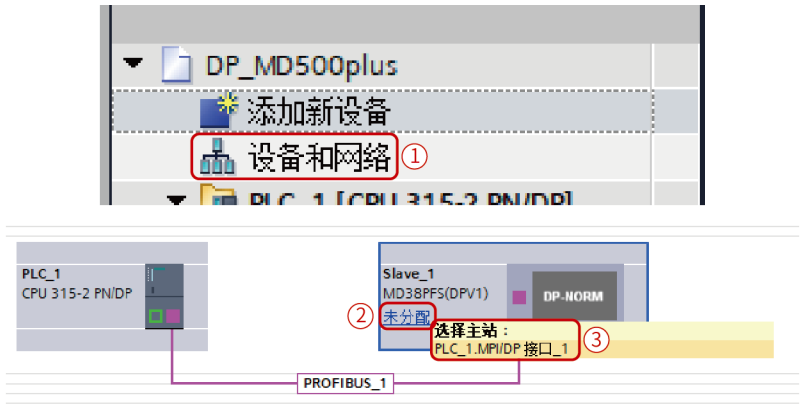 DP_MD500plus
添加新设备
设备和网络 ①
PLC_1 [CPU 315-2 PN/DP]
PLC_1
CPU 315-2 PN/DP
Slave_1
MD38PFS(DPV1)
DP-NORM
② 未分配
选择主站：
PLC_1.MPI/DP 接口_1
③
PROFIBUS_1